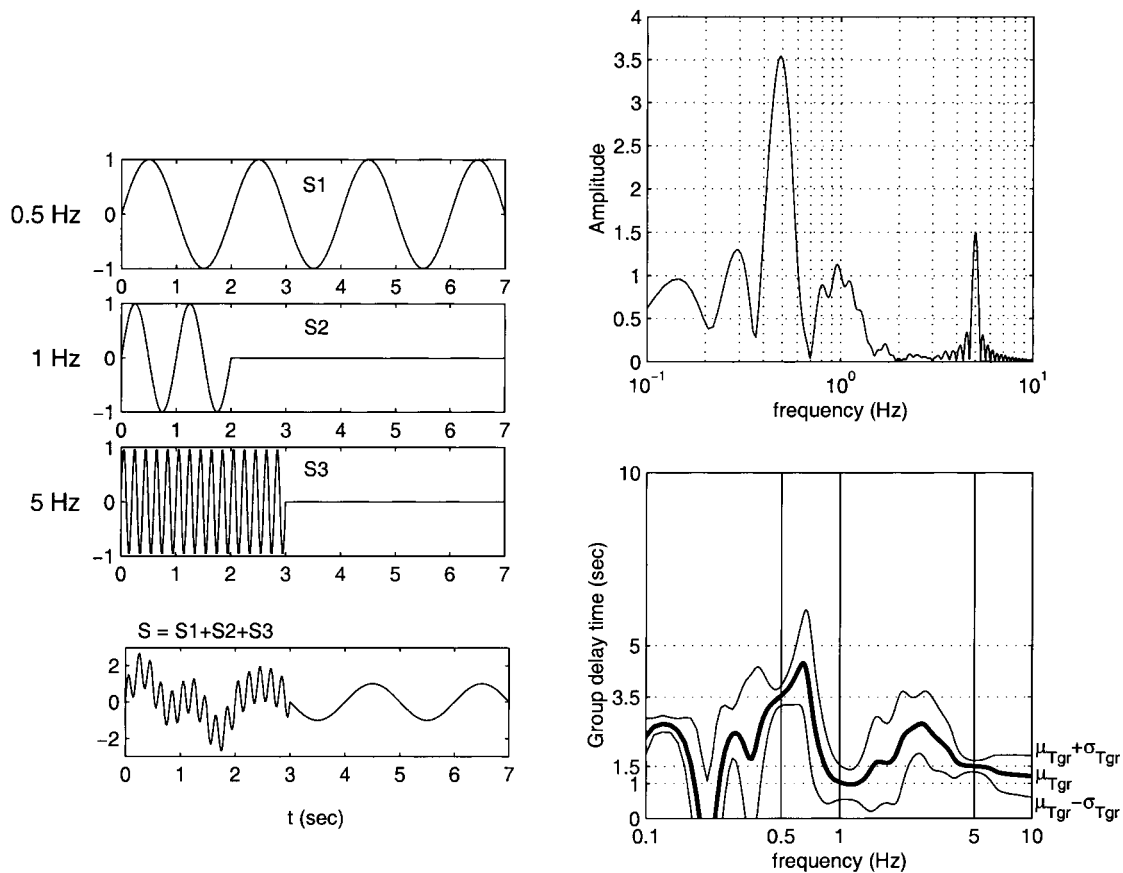 0.5 Hz
S1
1
0
−1
0 1 2 3 4 5 6 7
1 Hz
S2
1
0
−1
0 1 2 3 4 5 6 7
5 Hz
S3
1
0
−1
0 1 2 3 4 5 6 7
S = S1+S2+S3
2
0
−2
0 1 2 3 4 5 6 7
t (sec)
Amplitude
4
3.5
3
2.5
2
1.5
1
0.5
0
10⁻¹ 10⁰ 10¹
frequency (Hz)
Group delay time (sec)
10
5
3.5
1.5
1
0
μTgr+σTgr
μTgr
μTgr−σTgr
0.1 0.5 1 5 10
frequency (Hz)